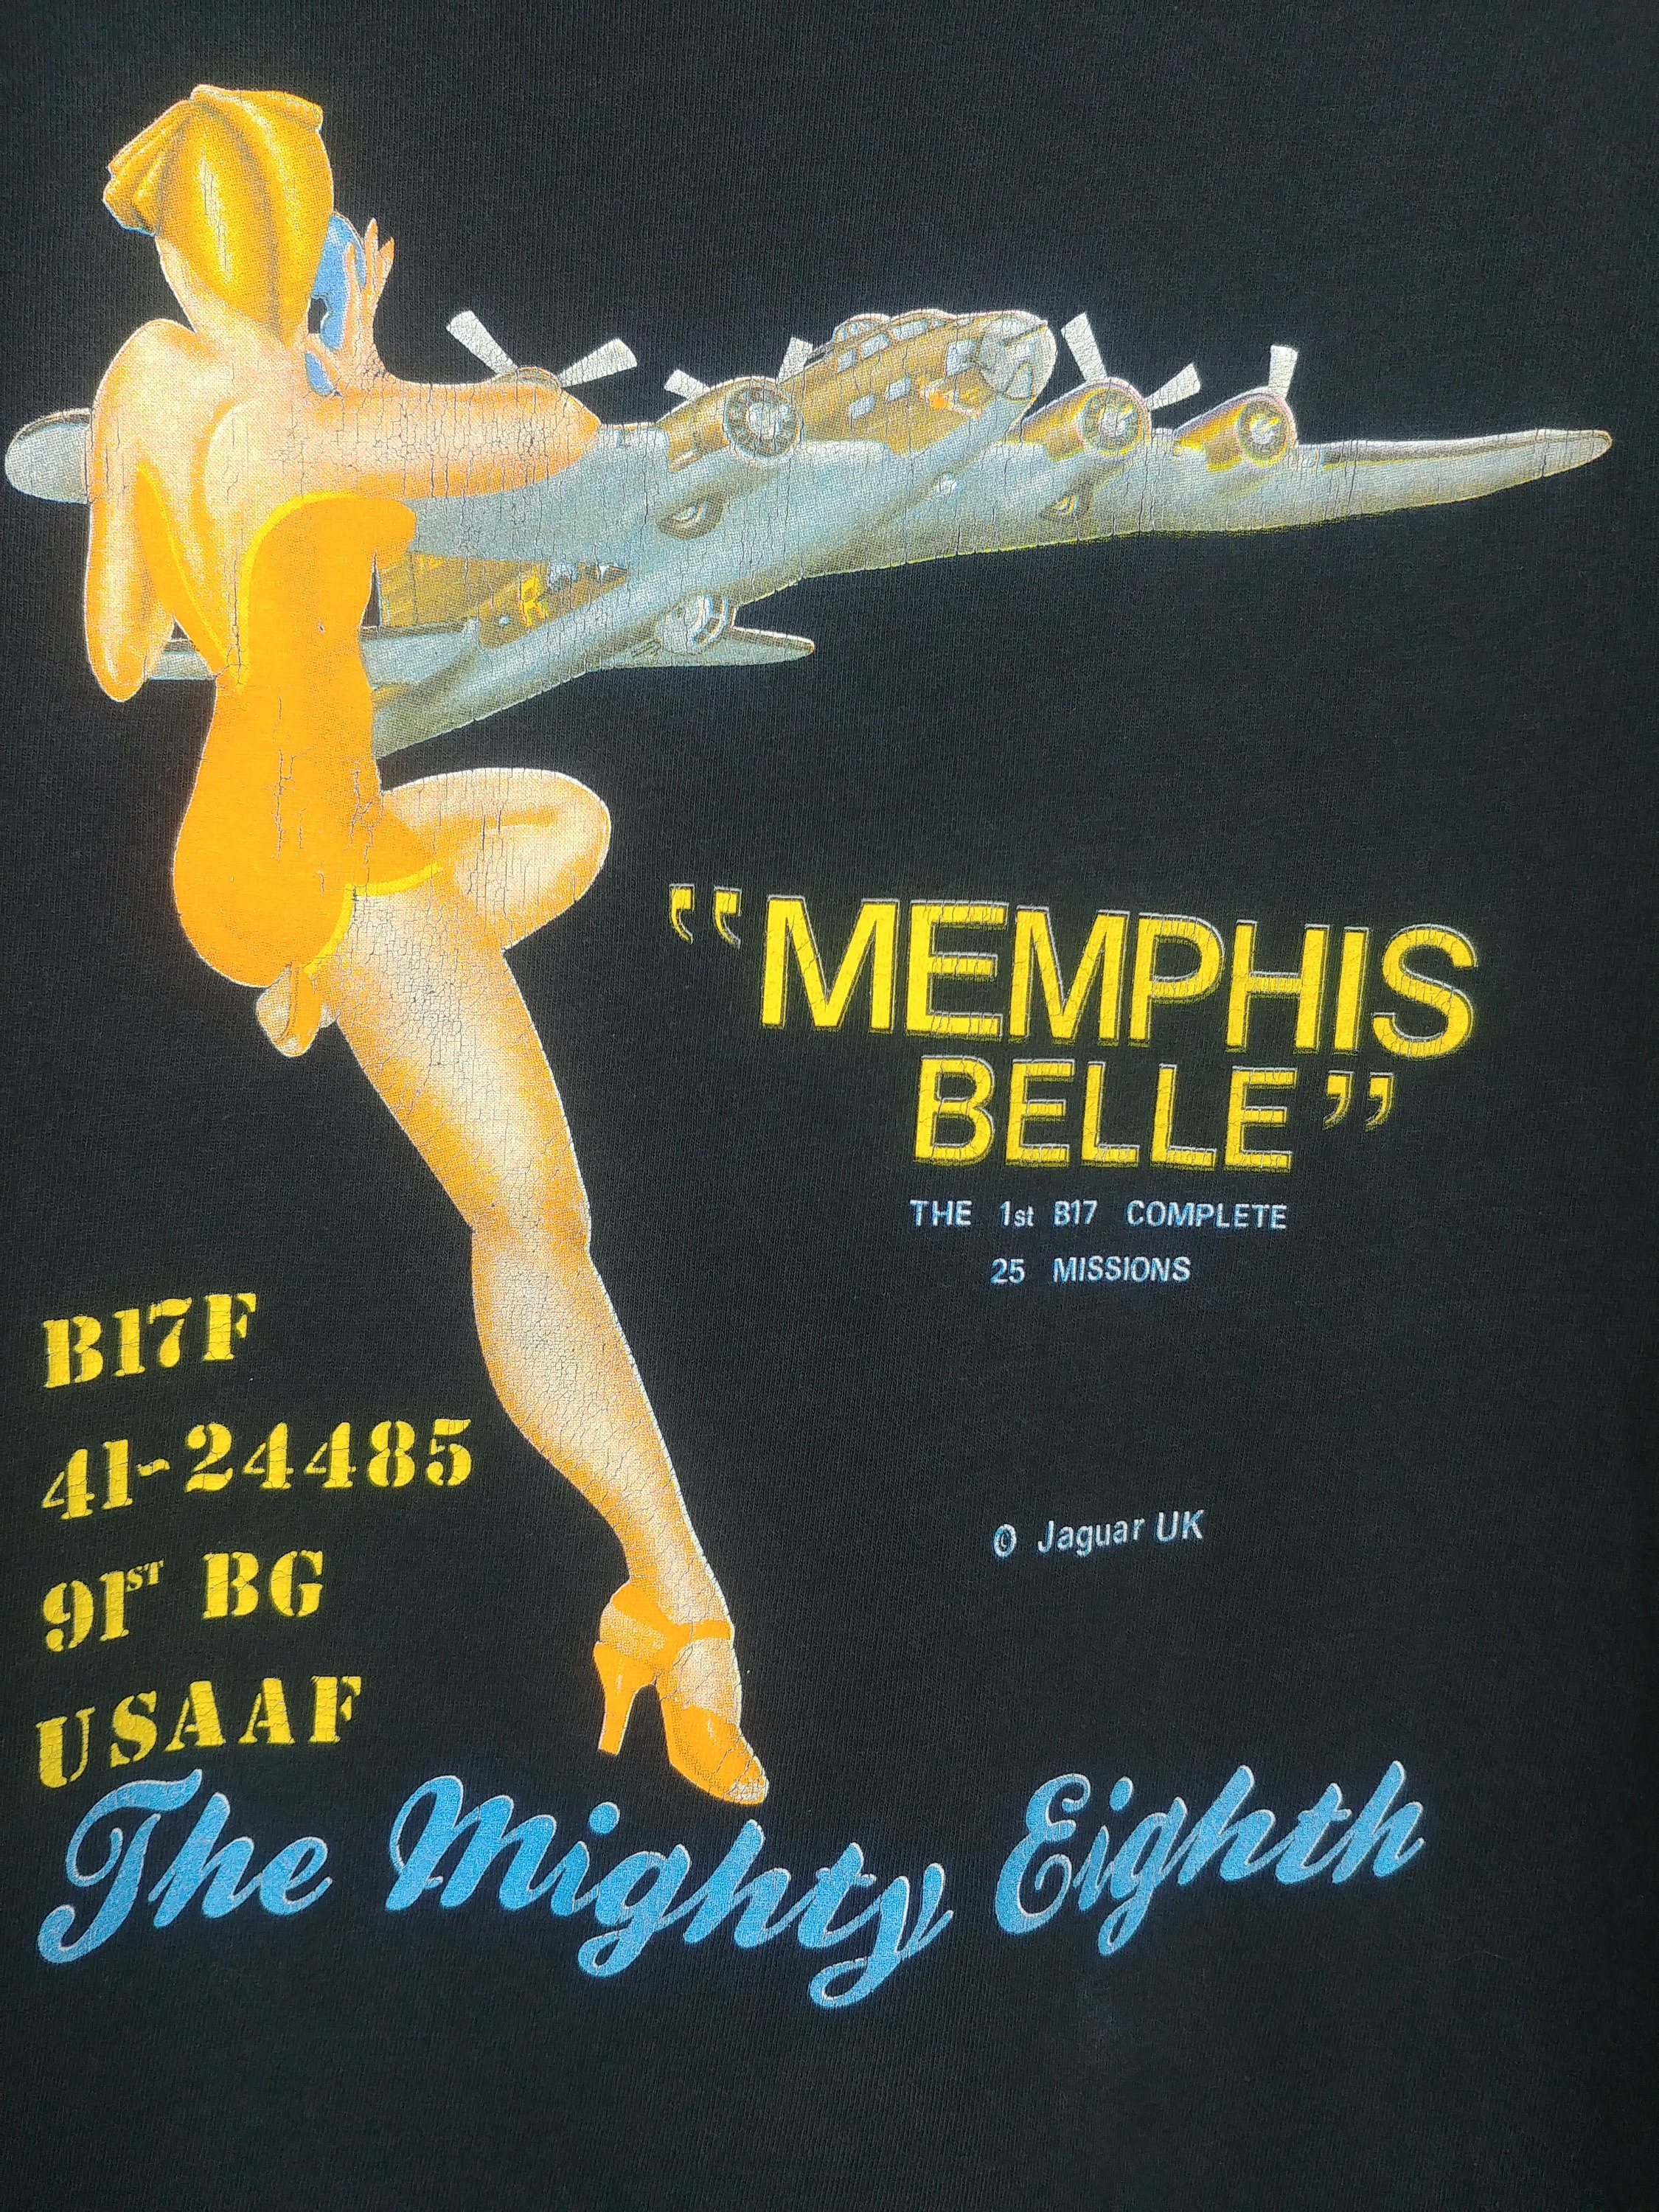 R
“MEMPHIS
BELLE”
THE 1st B17 COMPLETE
25 MISSIONS
B17F
41-24485
91ST BG
USAAF
© Jaguar UK
The Mighty Eighth